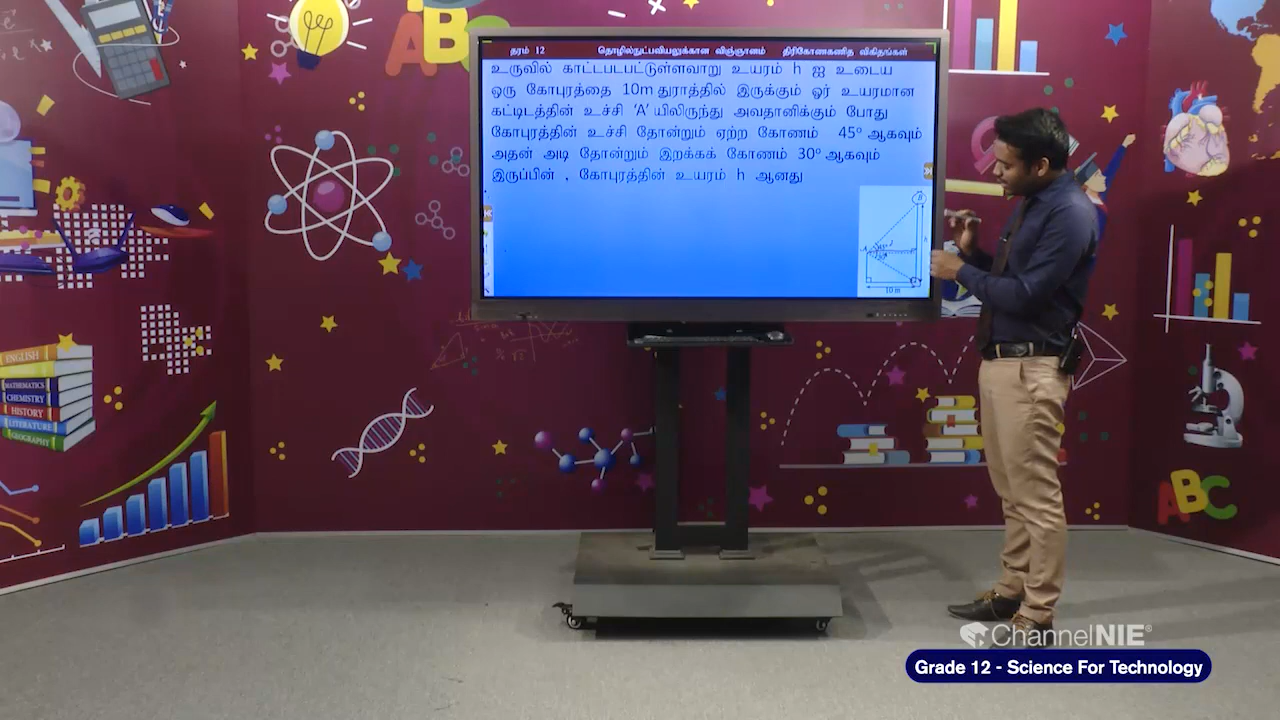 தரம் 12 தொழில்நுட்பவியலுக்கான விஞ்ஞானம் திரிகோணகணித விகிதங்கள்
உருவில் காட்டபடபட்டுள்ளவாறு உயரம் h ஐ உடைய
ஒரு கோபுரத்தை 10m துராத்தில் இருக்கும் ஓர் உயரமான
கட்டிடத்தின் உச்சி ‘A’ யிலிருந்து அவதானிக்கும் போது
கோபுரத்தின் உச்சி தோன்றும் ஏற்ற கோணம் 45° ஆகவும்
அதன் அடி தோன்றும் இறக்கக் கோணம் 30° ஆகவும்
இருப்பின் , கோபுரத்தின் உயரம் h ஆனது
B
h
A
10 m
ABC
ENGLISH
MATHEMATICS
CHEMISTRY
HISTORY
LITERATURE
GEOGRAPHY
ABC
ChannelNIE®
Grade 12 - Science For Technology